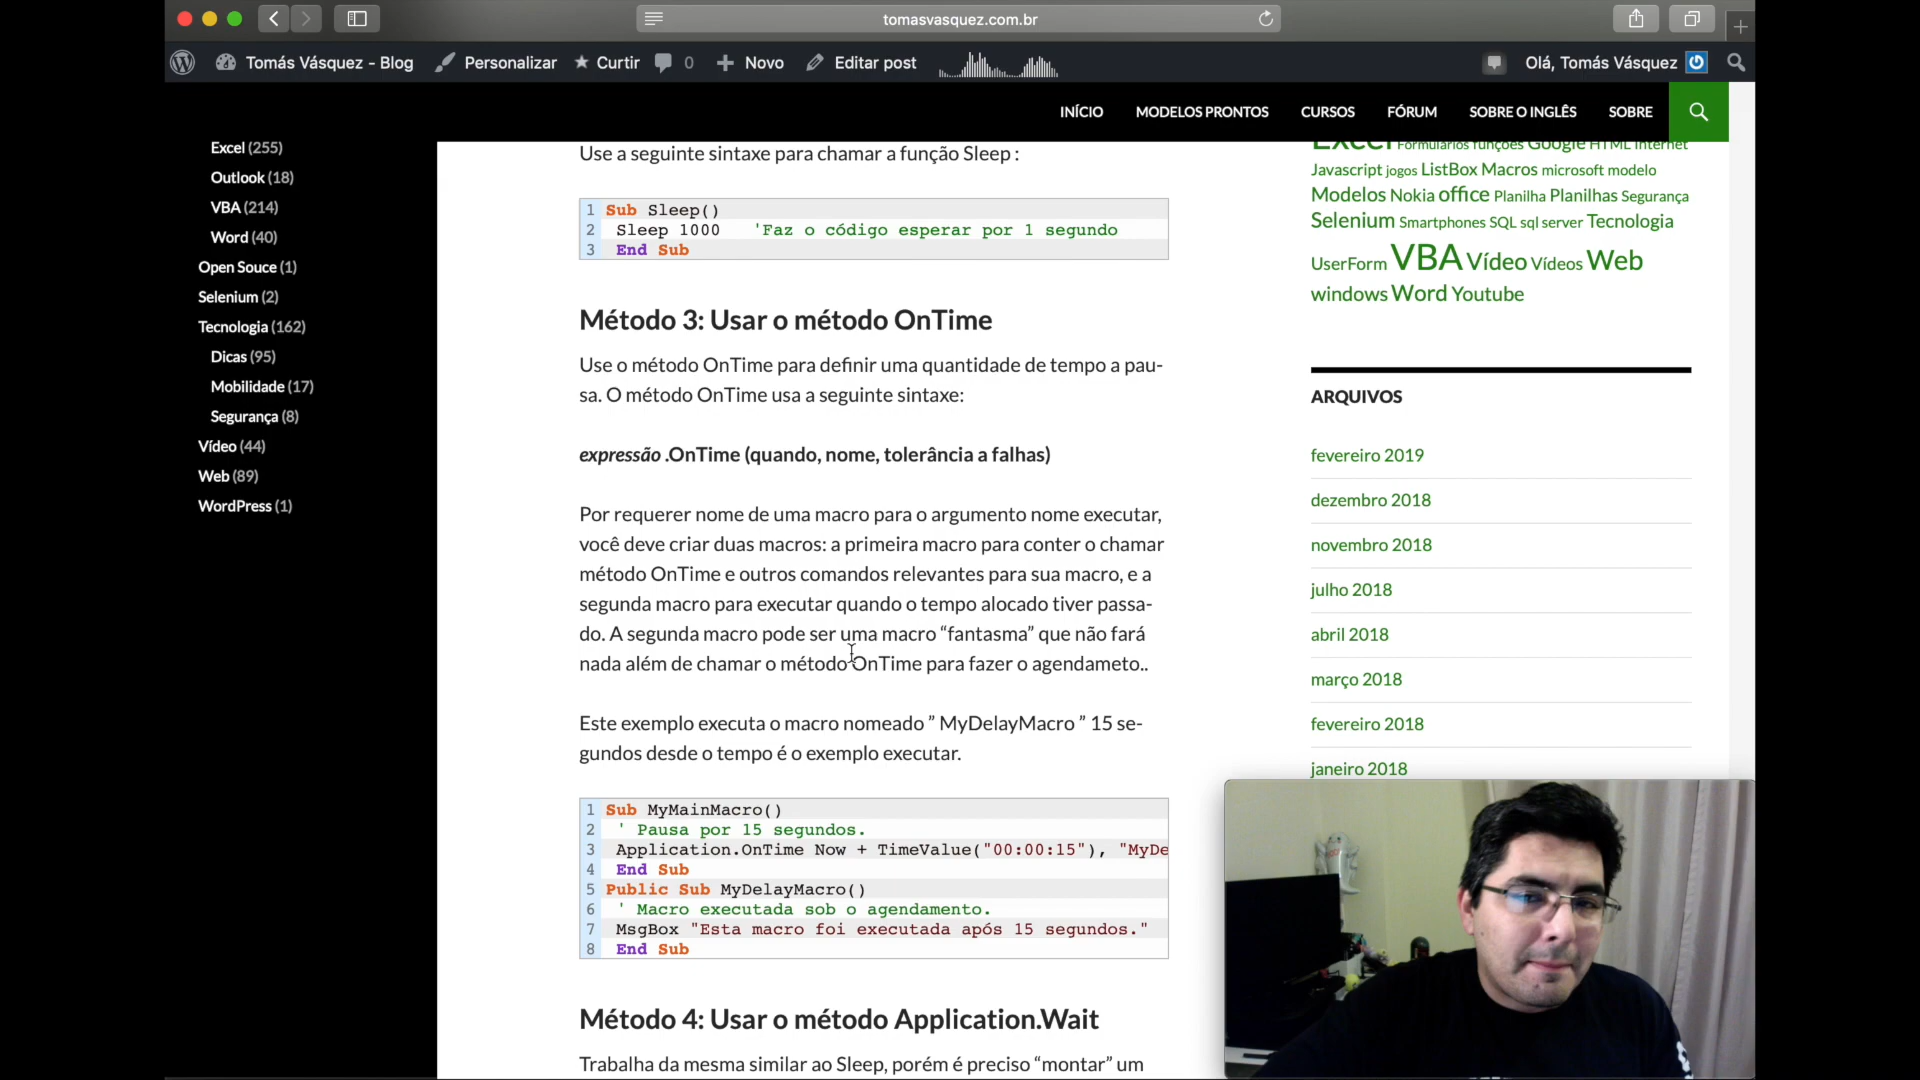 tomasvasquez.com.br
Tomás Vásquez - Blog Personalizar Curtir 0 Novo Editar post Olá, Tomás Vásquez
INÍCIO MODELOS PRONTOS CURSOS FÓRUM SOBRE O INGLÊS SOBRE
Excel (255)
Outlook (18)
VBA (214)
Word (40)
Open Souce (1)
Selenium (2)
Tecnologia (162)
Dicas (95)
Mobilidade (17)
Segurança (8)
Vídeo (44)
Web (89)
WordPress (1)
Use a seguinte sintaxe para chamar a função Sleep :
1 Sub Sleep()
2 Sleep 1000 'Faz o código esperar por 1 segundo
3 End Sub
Método 3: Usar o método OnTime
Use o método OnTime para definir uma quantidade de tempo a pau-
sa. O método OnTime usa a seguinte sintaxe:
expressão .OnTime (quando, nome, tolerância a falhas)
Por requerer nome de uma macro para o argumento nome executar,
você deve criar duas macros: a primeira macro para conter o chamar
método OnTime e outros comandos relevantes para sua macro, e a
segunda macro para executar quando o tempo alocado tiver passa-
do. A segunda macro pode ser uma macro “fantasma” que não fará
nada além de chamar o método OnTime para fazer o agendameto..
Este exemplo executa o macro nomeado ” MyDelayMacro ” 15 se-
gundos desde o tempo é o exemplo executar.
1 Sub MyMainMacro()
2 ' Pausa por 15 segundos.
3 Application.OnTime Now + TimeValue("00:00:15"), "MyDe
4 End Sub
5 Public Sub MyDelayMacro()
6 ' Macro executada sob o agendamento.
7 MsgBox "Esta macro foi executada após 15 segundos."
8 End Sub
Método 4: Usar o método Application.Wait
Trabalha da mesma similar ao Sleep, porém é preciso “montar” um
Excel Formulários funções Google HTML Internet
Javascript jogos ListBox Macros microsoft modelo
Modelos Nokia office Planilha Planilhas Segurança
Selenium Smartphones SQL sql server Tecnologia
UserForm VBA Vídeo Vídeos Web
windows Word Youtube
ARQUIVOS
fevereiro 2019
dezembro 2018
novembro 2018
julho 2018
abril 2018
março 2018
fevereiro 2018
janeiro 2018